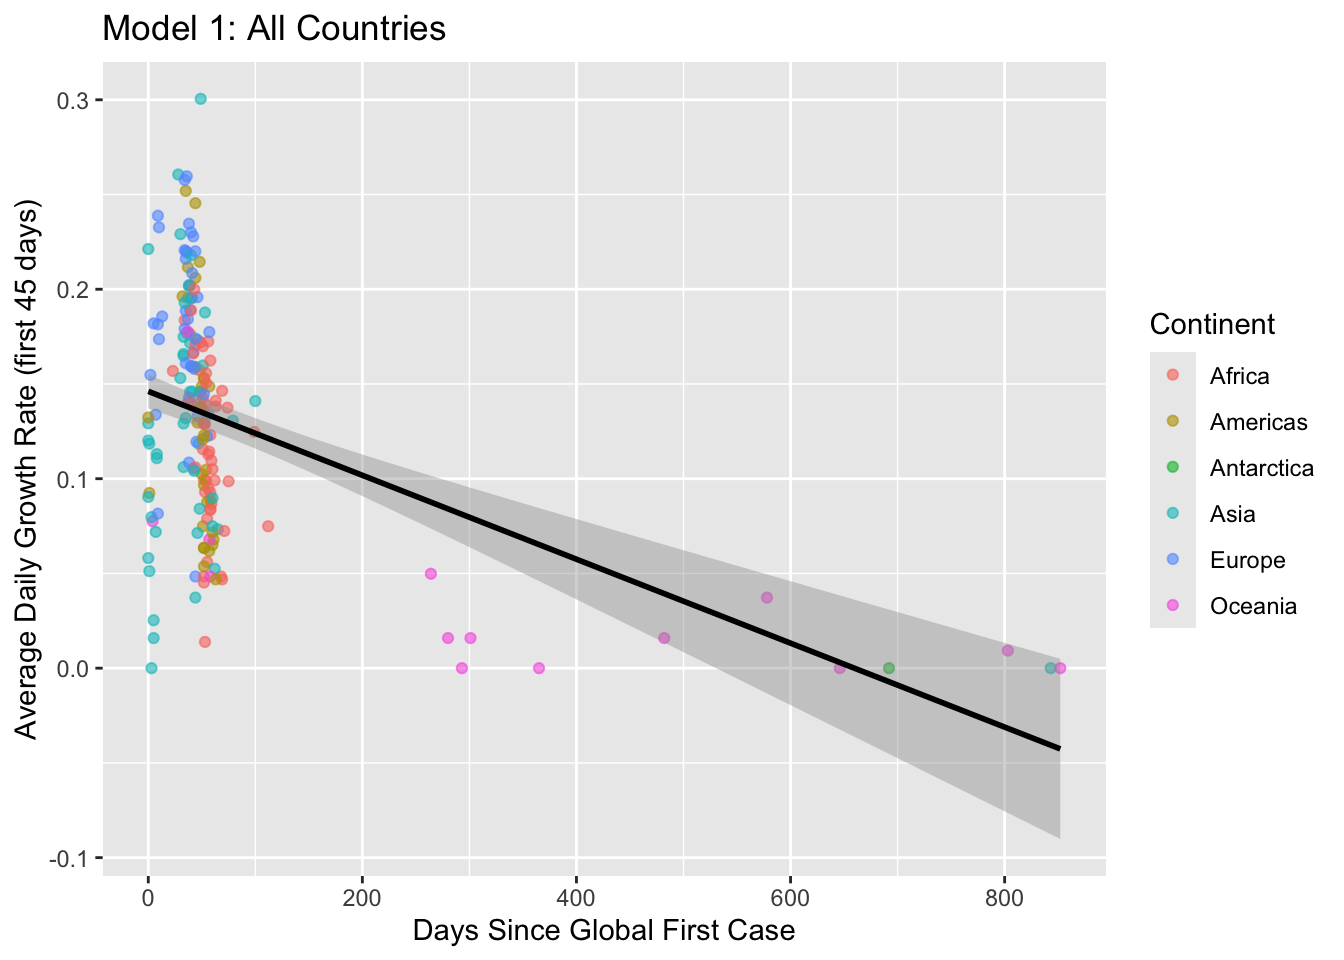 Model 1: All Countries
Average Daily Growth Rate (first 45 days)
0.3
0.2
0.1
0.0
-0.1
0 200 400 600 800
Days Since Global First Case
Continent
Africa
Americas
Antarctica
Asia
Europe
Oceania